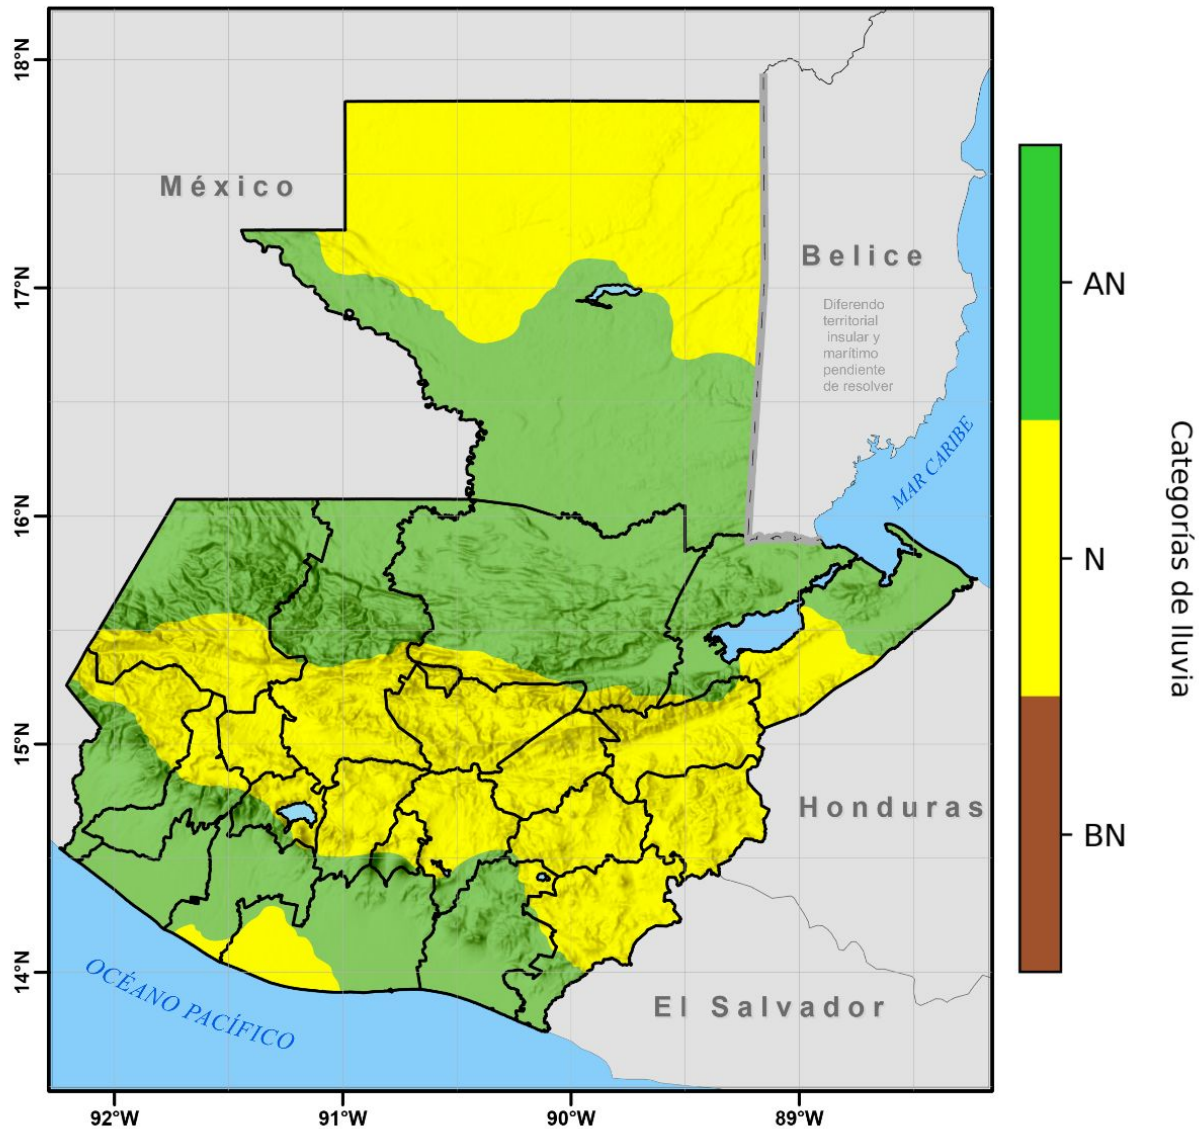 18°N
17°N
16°N
15°N
14°N
92°W
91°W
90°W
89°W
México
Belice
Diferendo
territorial
insular y
marítimo
pendiente
de resolver
MAR CARIBE
Honduras
El Salvador
OCÉANO PACÍFICO
AN
N
BN
Categorías de lluvia